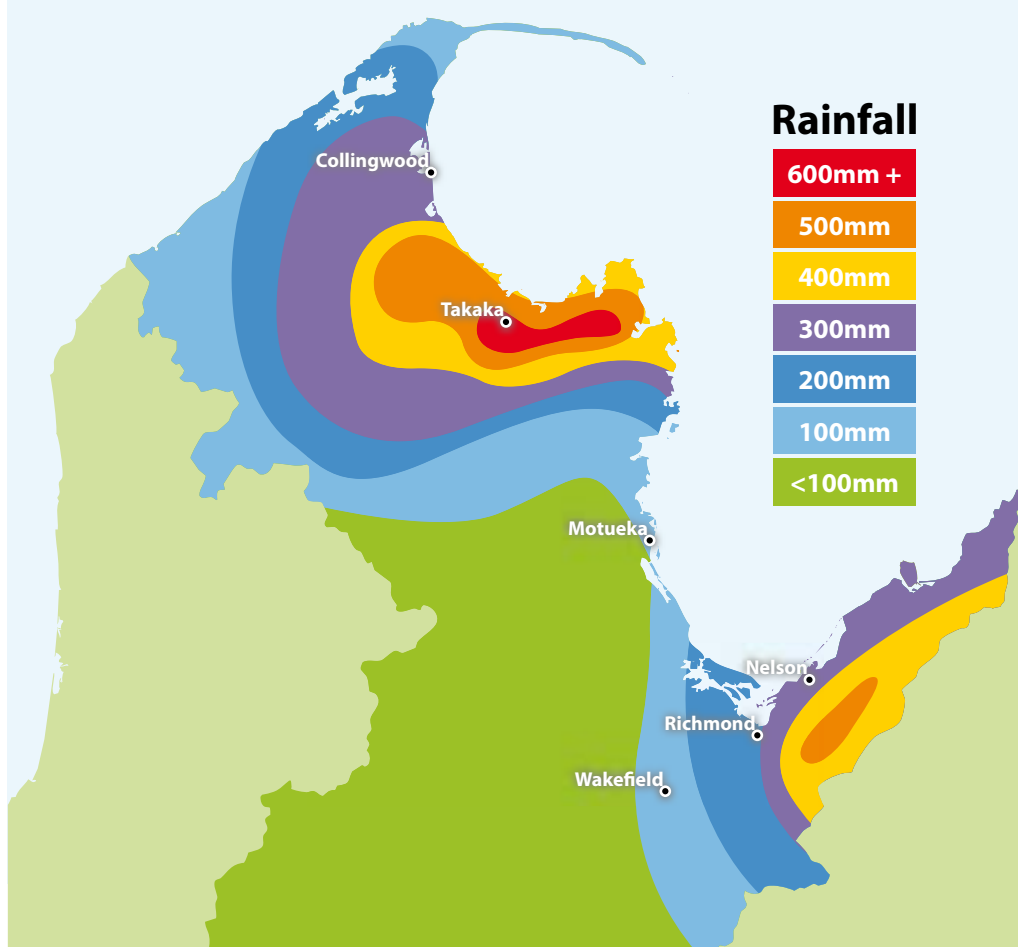 Rainfall
600mm +
500mm
400mm
300mm
200mm
100mm
<100mm
Collingwood
Takaka
Motueka
Nelson
Richmond
Wakefield